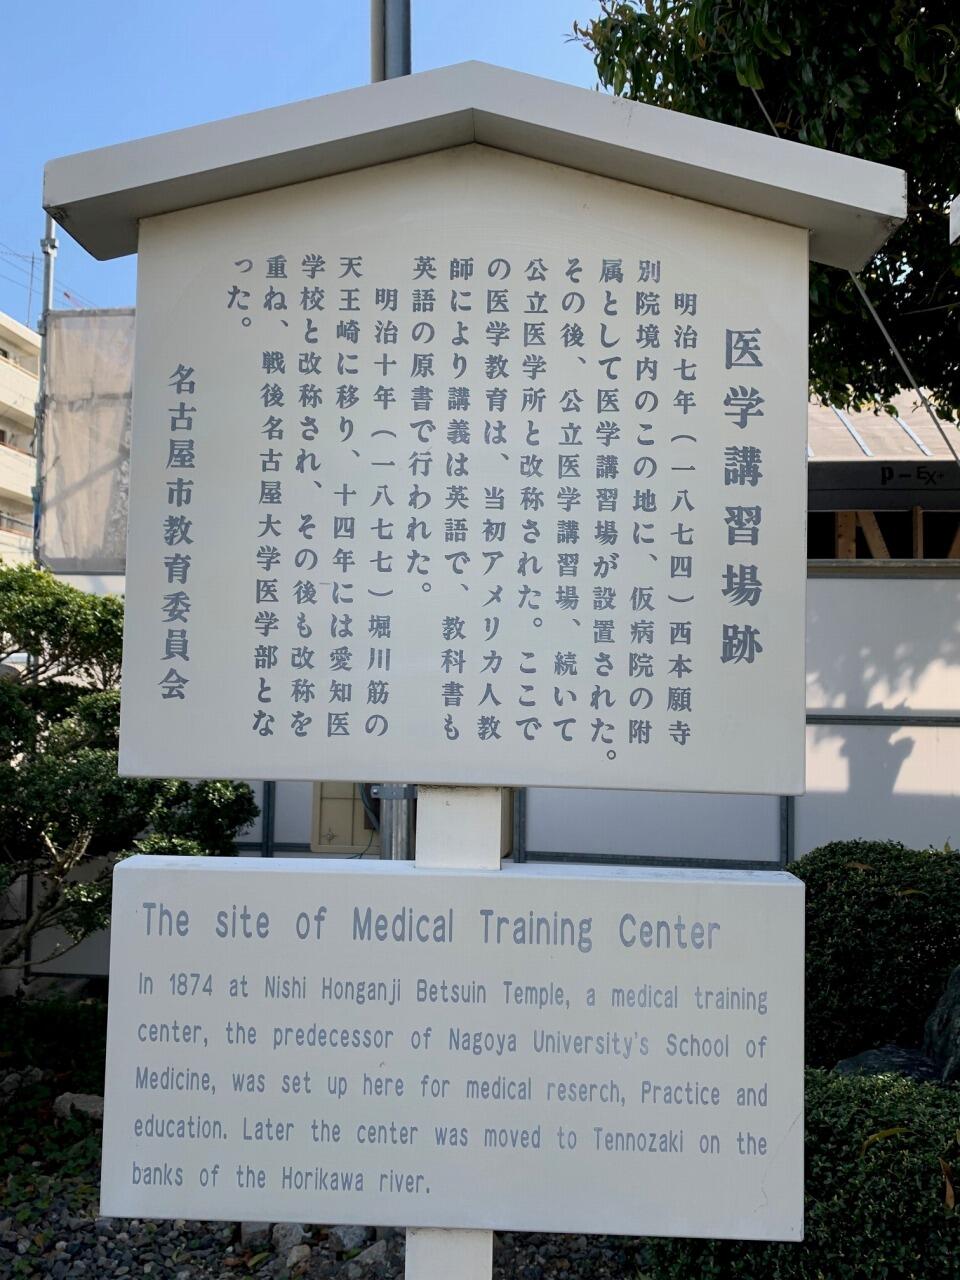 医学講習場跡
明治七年（一八七四）西本願寺
別院境内のこの地に、仮病院の附
属として医学講習場が設置された。
その後、公立医学講習場、続いて
公立医学所と改称された。ここで
の医学教育は、当初アメリカ人教
師により講義は英語で、教科書も
英語の原書で行われた。
明治十年（一八七七）堀川筋の
天王崎に移り、十四年には愛知医
学校と改称され、その後も改称を
重ね、戦後名古屋大学医学部とな
った。
名古屋市教育委員会
The site of Medical Training Center
In 1874 at Nishi Honganji Betsuin Temple, a medical training
center, the predecessor of Nagoya University's School of
Medicine, was set up here for medical reserch, Practice and
education. Later the center was moved to Tennozaki on the
banks of the Horikawa river.
P-EX+